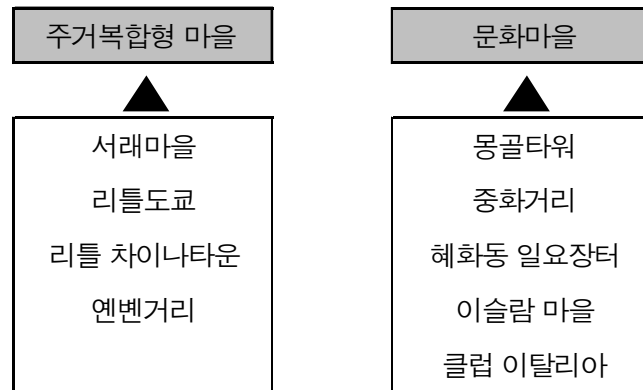 주거복합형 마을
서래마을
리틀도쿄
리틀 차이나타운
옌볜거리
문화마을
몽골타워
중화거리
혜화동 일요장터
이슬람 마을
클럽 이탈리아